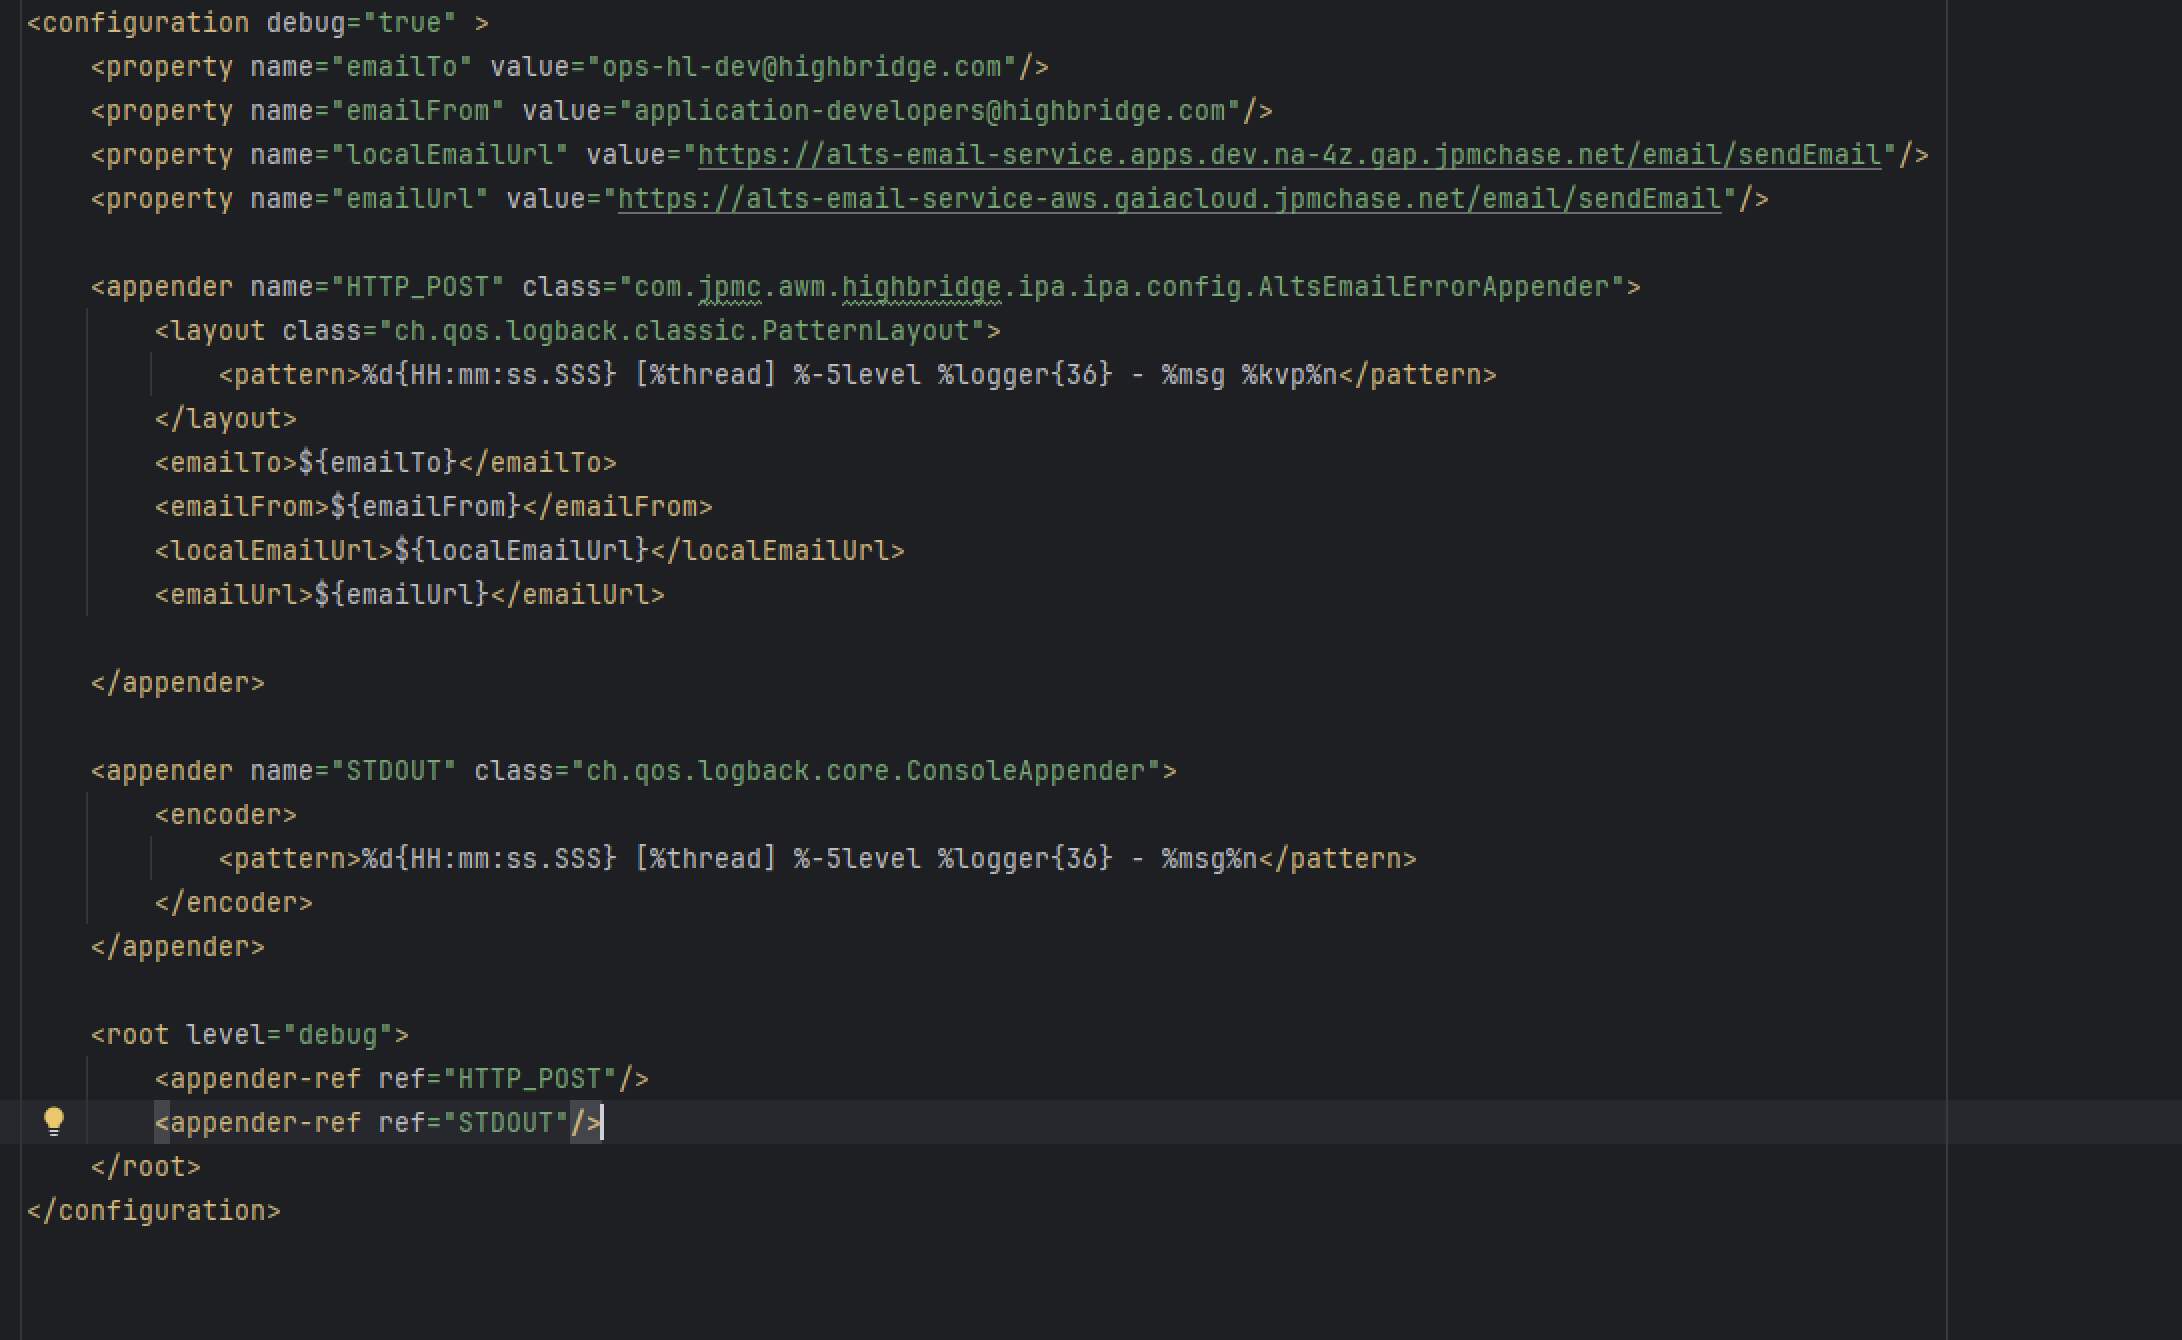 <configuration debug="true" >
<property name="emailTo" value="ops-hl-dev@highbridge.com"/>
<property name="emailFrom" value="application-developers@highbridge.com"/>
<property name="localEmailUrl" value="https://alts-email-service.apps.dev.na-4z.gap.jpmchase.net/email/sendEmail"/>
<property name="emailUrl" value="https://alts-email-service-aws.gaiacloud.jpmchase.net/email/sendEmail"/>
<appender name="HTTP_POST" class="com.jpmc.awm.highbridge.ipa.ipa.config.AltsEmailErrorAppender">
<layout class="ch.qos.logback.classic.PatternLayout">
<pattern>%d{HH:mm:ss.SSS} [%thread] %-5level %logger{36} - %msg %kvp%n</pattern>
</layout>
<emailTo>${emailTo}</emailTo>
<emailFrom>${emailFrom}</emailFrom>
<localEmailUrl>${localEmailUrl}</localEmailUrl>
<emailUrl>${emailUrl}</emailUrl>
</appender>
<appender name="STDOUT" class="ch.qos.logback.core.ConsoleAppender">
<encoder>
<pattern>%d{HH:mm:ss.SSS} [%thread] %-5level %logger{36} - %msg%n</pattern>
</encoder>
</appender>
<root level="debug">
<appender-ref ref="HTTP_POST"/>
<appender-ref ref="STDOUT"/>
</root>
</configuration>